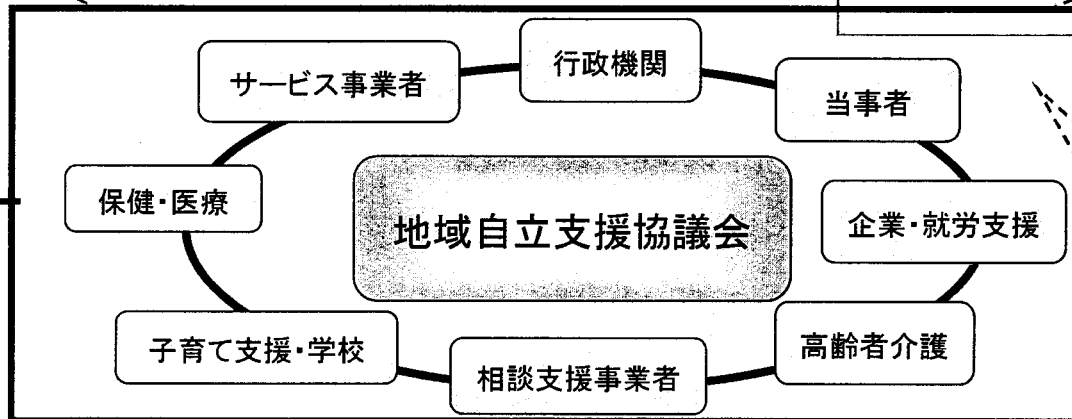 行政機関
サービス事業者
当事者
保健・医療
地域自立支援協議会
企業・就労支援
子育て支援・学校
高齢者介護
相談支援事業者